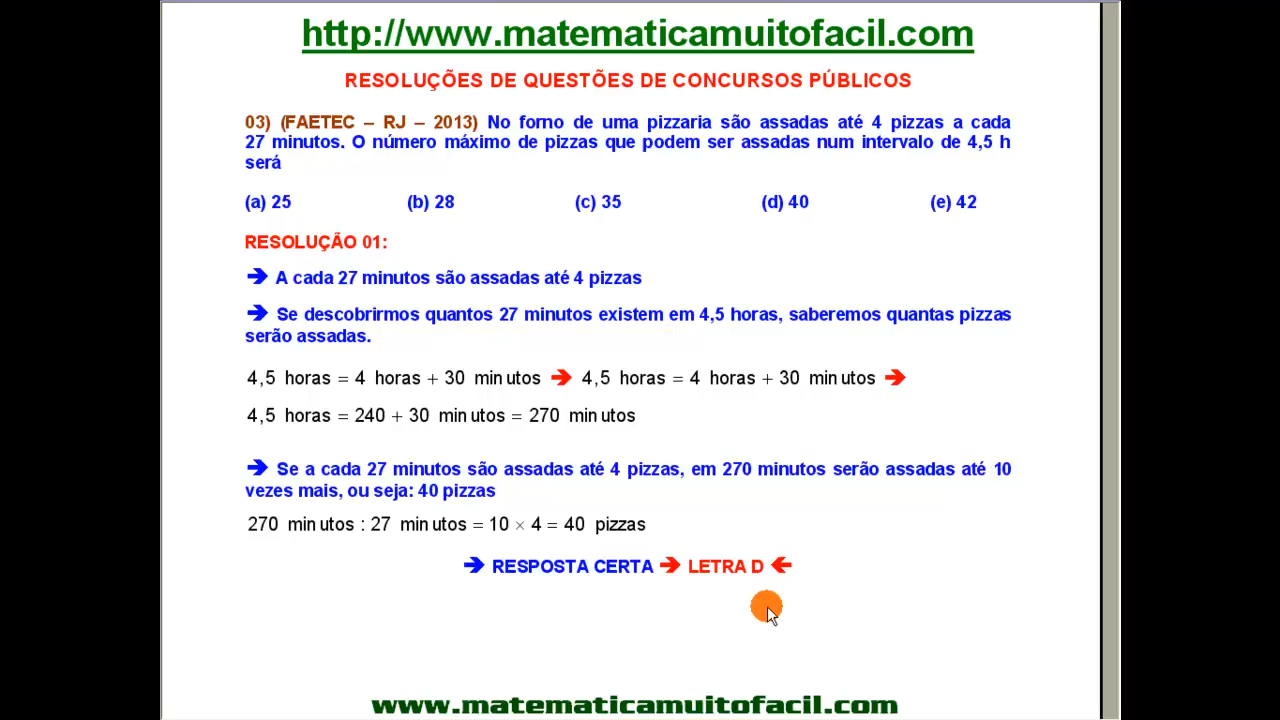 http://www.matematicamuitofacil.com
RESOLUÇÕES DE QUESTÕES DE CONCURSOS PÚBLICOS
03) (FAETEC – RJ – 2013) No forno de uma pizzaria são assadas até 4 pizzas a cada
27 minutos. O número máximo de pizzas que podem ser assadas num intervalo de 4,5 h
será
(a) 25 (b) 28 (c) 35 (d) 40 (e) 42
RESOLUÇÃO 01:
➔ A cada 27 minutos são assadas até 4 pizzas
➔ Se descobrirmos quantos 27 minutos existem em 4,5 horas, saberemos quantas pizzas
serão assadas.
4,5 horas = 4 horas + 30 min utos ➔ 4,5 horas = 4 horas + 30 min utos ➔
4,5 horas = 240 + 30 min utos = 270 min utos
➔ Se a cada 27 minutos são assadas até 4 pizzas, em 270 minutos serão assadas até 10
vezes mais, ou seja: 40 pizzas
270 min utos : 27 min utos = 10 × 4 = 40 pizzas
➔ RESPOSTA CERTA ➔ LETRA D 🡸
www.matematicamuitofacil.com